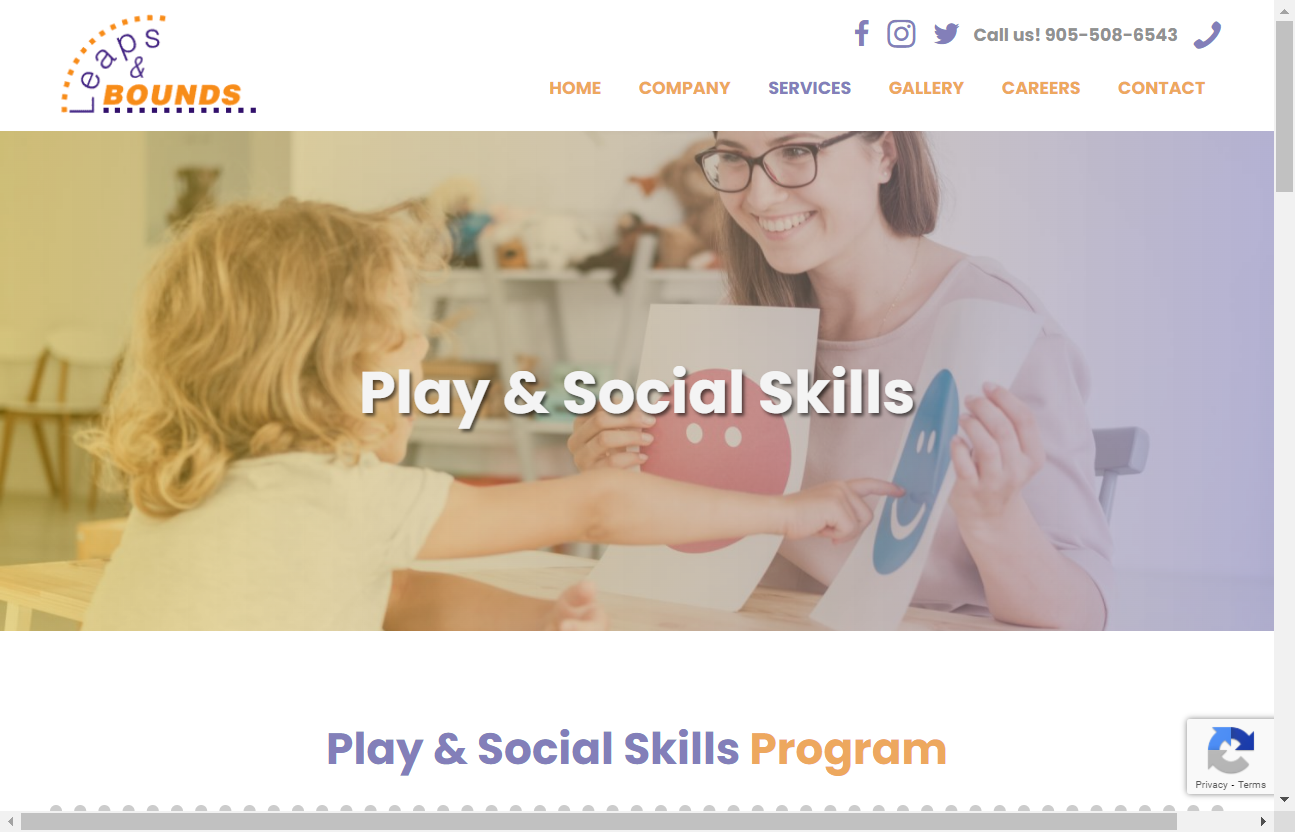 Leaps
&
BOUNDS
Call us! 905-508-6543
HOME COMPANY SERVICES GALLERY CAREERS CONTACT
Play & Social Skills
Play & Social Skills Program
Privacy - Terms